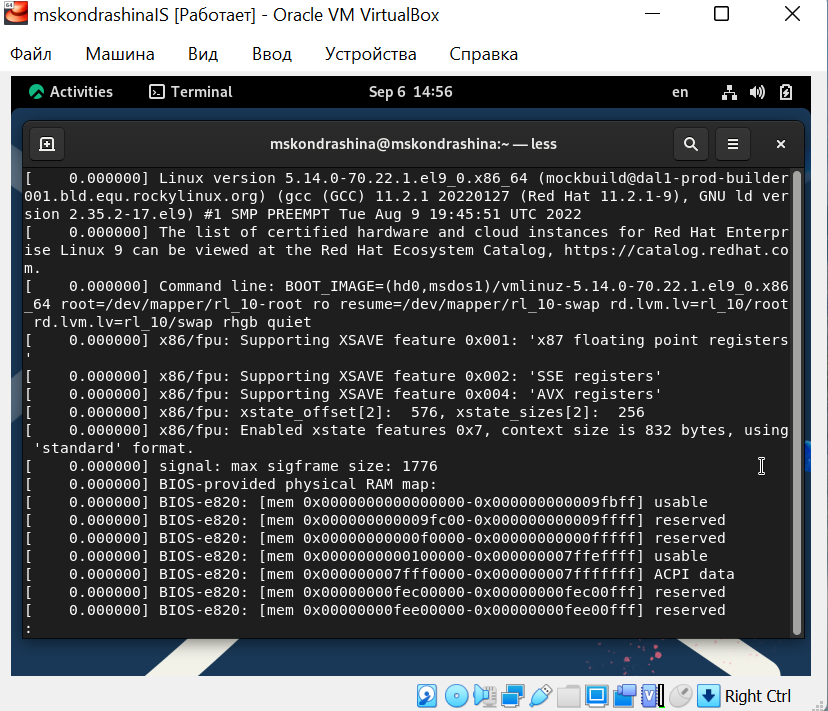 mskondrashinaIS [Работает] - Oracle VM VirtualBox
Файл Машина Вид Ввод Устройства Справка
Activities Terminal Sep 6 14:56 en
mskondrashina@mskondrashina:~ — less
[    0.000000] Linux version 5.14.0-70.22.1.el9_0.x86_64 (mockbuild@dal1-prod-builder
001.bld.equ.rockylinux.org) (gcc (GCC) 11.2.1 20220127 (Red Hat 11.2.1-9), GNU ld ver
sion 2.35.2-17.el9) #1 SMP PREEMPT Tue Aug 9 19:45:51 UTC 2022
[    0.000000] The list of certified hardware and cloud instances for Red Hat Enterpr
ise Linux 9 can be viewed at the Red Hat Ecosystem Catalog, https://catalog.redhat.co
m.
[    0.000000] Command line: BOOT_IMAGE=(hd0,msdos1)/vmlinuz-5.14.0-70.22.1.el9_0.x86
_64 root=/dev/mapper/rl_10-root ro resume=/dev/mapper/rl_10-swap rd.lvm.lv=rl_10/root
 rd.lvm.lv=rl_10/swap rhgb quiet
[    0.000000] x86/fpu: Supporting XSAVE feature 0x001: 'x87 floating point registers
'
[    0.000000] x86/fpu: Supporting XSAVE feature 0x002: 'SSE registers'
[    0.000000] x86/fpu: Supporting XSAVE feature 0x004: 'AVX registers'
[    0.000000] x86/fpu: xstate_offset[2]:  576, xstate_sizes[2]:  256
[    0.000000] x86/fpu: Enabled xstate features 0x7, context size is 832 bytes, using
 'standard' format.
[    0.000000] signal: max sigframe size: 1776
[    0.000000] BIOS-provided physical RAM map:
[    0.000000] BIOS-e820: [mem 0x0000000000000000-0x000000000009fbff] usable
[    0.000000] BIOS-e820: [mem 0x000000000009fc00-0x000000000009ffff] reserved
[    0.000000] BIOS-e820: [mem 0x00000000000f0000-0x00000000000fffff] reserved
[    0.000000] BIOS-e820: [mem 0x0000000000100000-0x000000007ffeffff] usable
[    0.000000] BIOS-e820: [mem 0x000000007fff0000-0x000000007fffffff] ACPI data
[    0.000000] BIOS-e820: [mem 0x00000000fec00000-0x00000000fec00fff] reserved
[    0.000000] BIOS-e820: [mem 0x00000000fee00000-0x00000000fee00fff] reserved
:
Right Ctrl